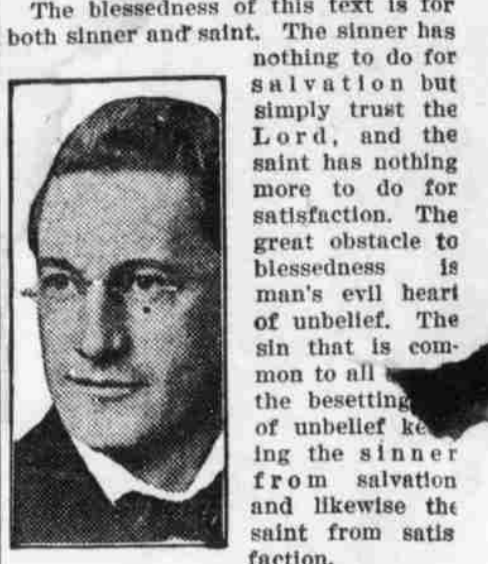 The blessedness of this text is for
both sinner and saint. The sinner has
nothing to do for
salvation but
simply trust the
Lord, and the
saint has nothing
more to do for
satisfaction. The
great obstacle to
blessedness is
man's evil heart
of unbelief. The
sin that is com-
mon to all
the besetting
of unbelief
ing the sinner
from salvation
and likewise the
saint from satis
faction.